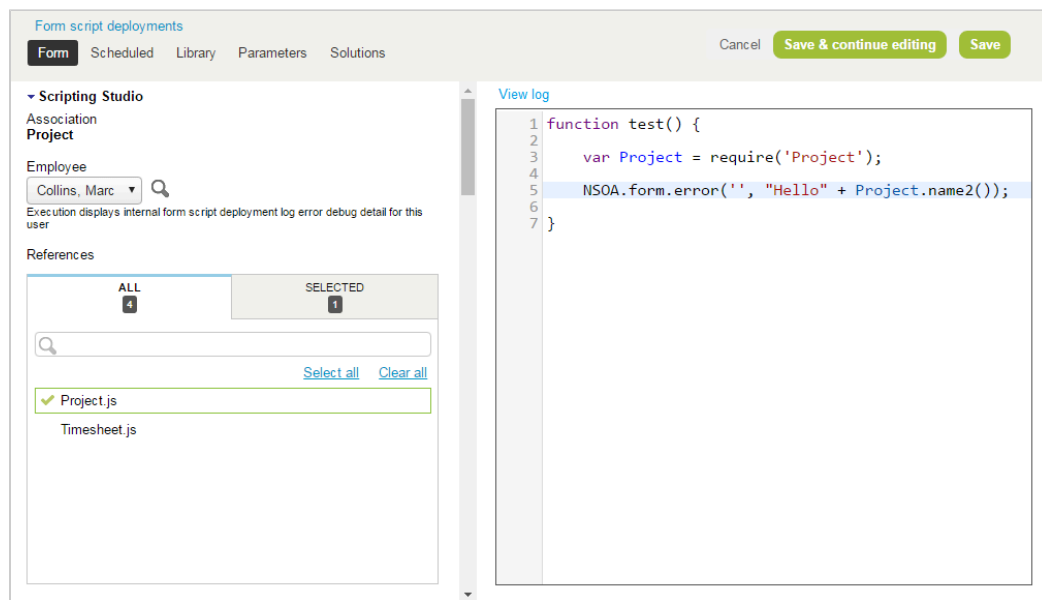 Form script deployments
Form Scheduled Library Parameters Solutions
Cancel Save & continue editing Save
Scripting Studio
Association
Project
Employee
Collins, Marc
Execution displays internal form script deployment log error debug detail for this
user
References
ALL
4
SELECTED
1
Select all Clear all
Project.js
Timesheet.js
View log
1 function test() {
2
3     var Project = require('Project');
4
5     NSOA.form.error('', "Hello" + Project.name2());
6
7 }